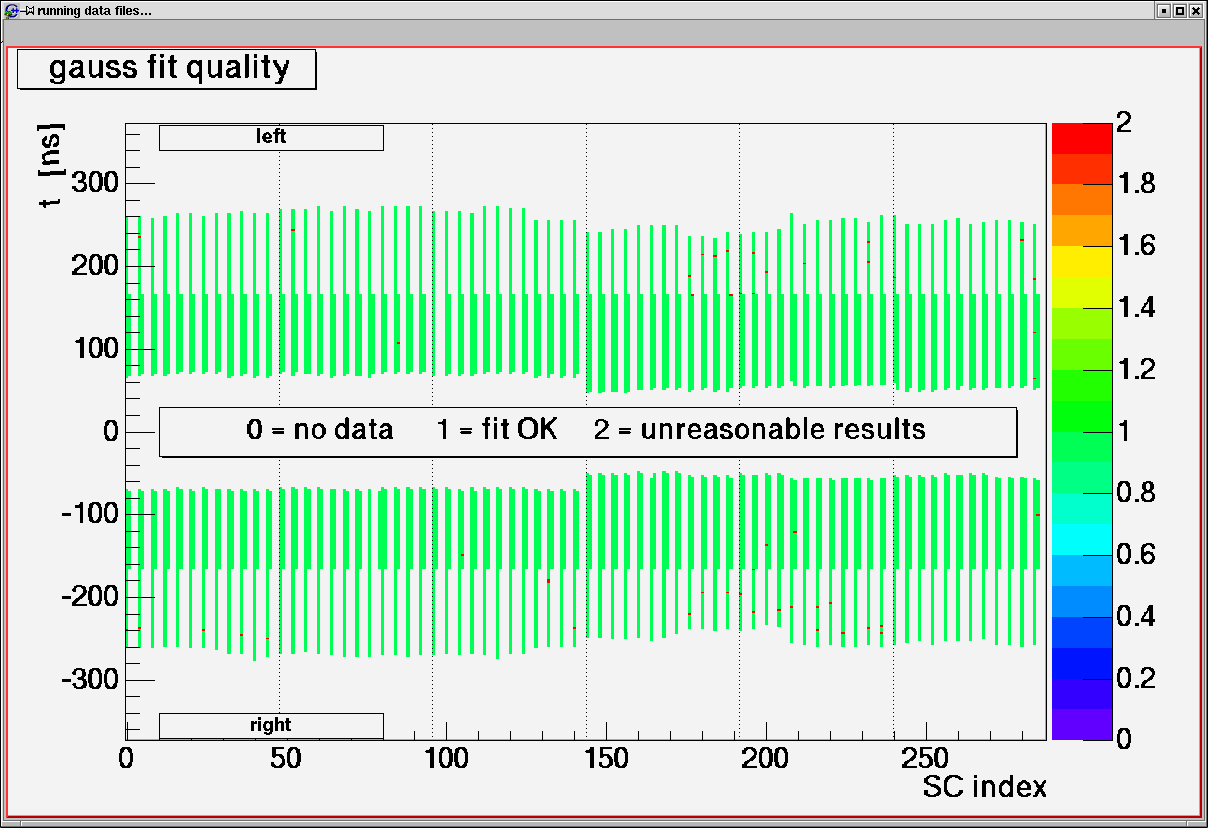 running data files...
gauss fit quality
t [ns]
left
300
200
100
0
-100
-200
-300
0 = no data 1 = fit OK 2 = unreasonable results
right
0 50 100 150 200 250
SC index
2
1.8
1.6
1.4
1.2
1
0.8
0.6
0.4
0.2
0